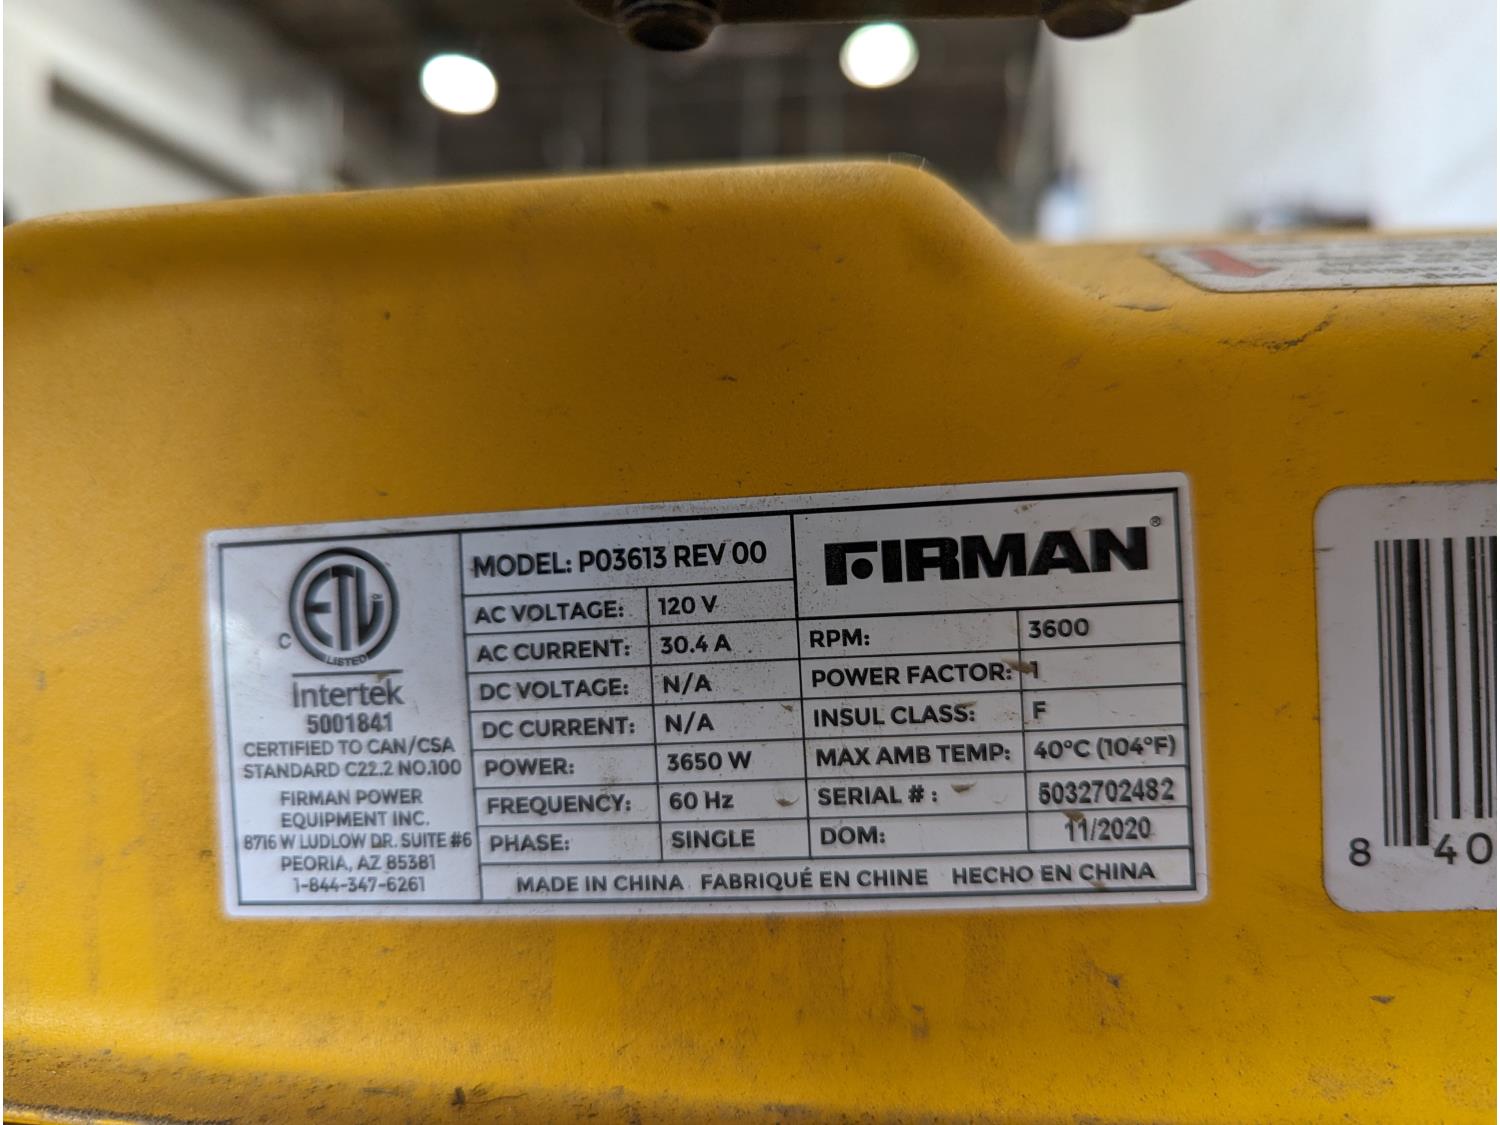 C ETL ®
LISTED
Intertek
5001841
CERTIFIED TO CAN/CSA
STANDARD C22.2 NO.100
FIRMAN POWER
EQUIPMENT INC.
8716 W LUDLOW DR. SUITE #6
PEORIA, AZ 85381
1-844-347-6261
MODEL: P03613 REV 00
AC VOLTAGE: 120 V
AC CURRENT: 30.4 A
DC VOLTAGE: N/A
DC CURRENT: N/A
POWER: 3650 W
FREQUENCY: 60 Hz
PHASE: SINGLE
FIRMAN®
RPM: 3600
POWER FACTOR: 1
INSUL CLASS: F
MAX AMB TEMP: 40°C (104°F)
SERIAL # : 5032702482
DOM: 11/2020
MADE IN CHINA FABRIQUÉ EN CHINE HECHO EN CHINA
8 40